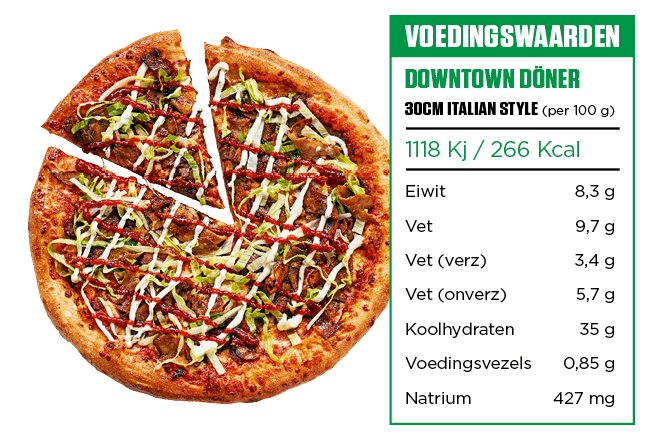 VOEDINGSWAARDEN
DOWNTOWN DÖNER
30CM ITALIAN STYLE (per 100 g)
1118 Kj / 266 Kcal
Eiwit 8,3 g
Vet 9,7 g
Vet (verz) 3,4 g
Vet (onverz) 5,7 g
Koolhydraten 35 g
Voedingsvezels 0,85 g
Natrium 427 mg